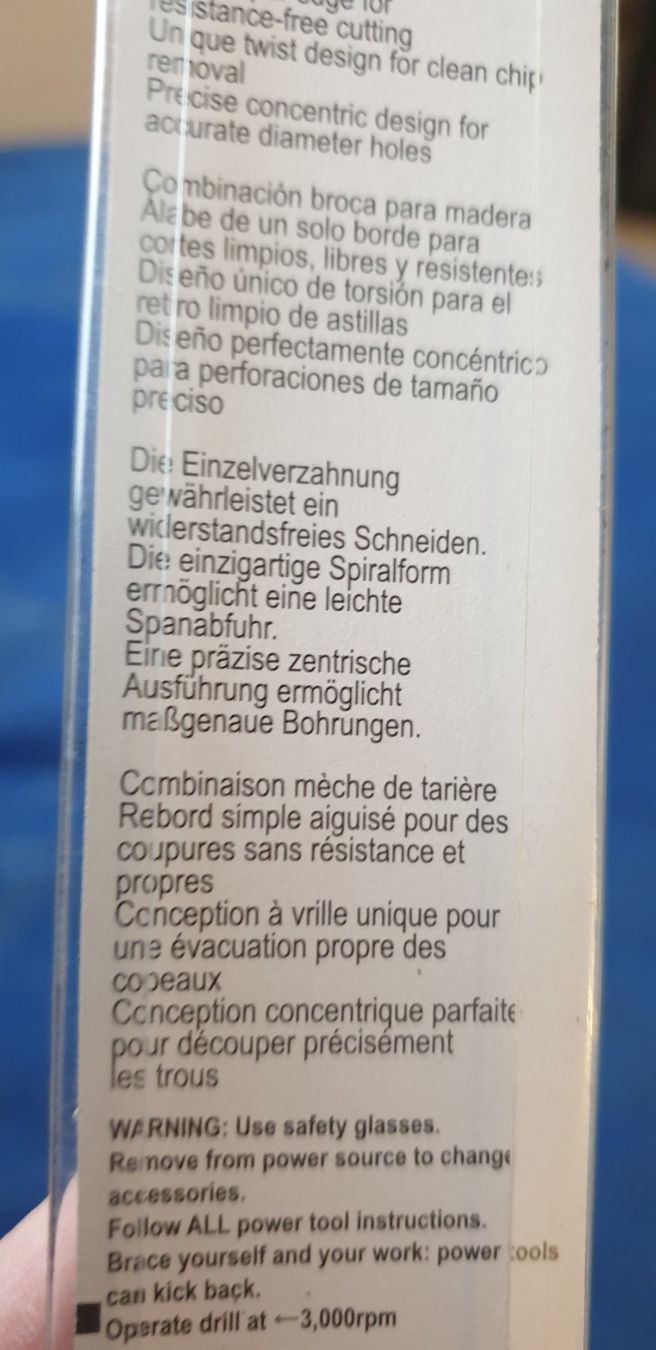 edge for
resistance-free cutting
Unique twist design for clean chip
removal
Precise concentric design for
accurate diameter holes
Combinación broca para madera
Álabe de un solo borde para
cortes limpios, libres y resistentes
Diseño único de torsión para el
retiro limpio de astillas
Diseño perfectamente concéntrico
para perforaciones de tamaño
preciso
Die Einzelverzahnung
gewährleistet ein
widerstandsfreies Schneiden.
Die einzigartige Spiralform
ermöglicht eine leichte
Spanabfuhr.
Eine präzise zentrische
Ausführung ermöglicht
maßgenaue Bohrungen.
Combinaison mèche de tarière
Rebord simple aiguisé pour des
coupures sans résistance et
propres
Conception à vrille unique pour
une évacuation propre des
copeaux
Conception concentrique parfaite
pour découper précisément
les trous
WARNING: Use safety glasses.
Remove from power source to change
accessories.
Follow ALL power tool instructions.
Brace yourself and your work: power tools
can kick back.
Operate drill at ←3,000rpm